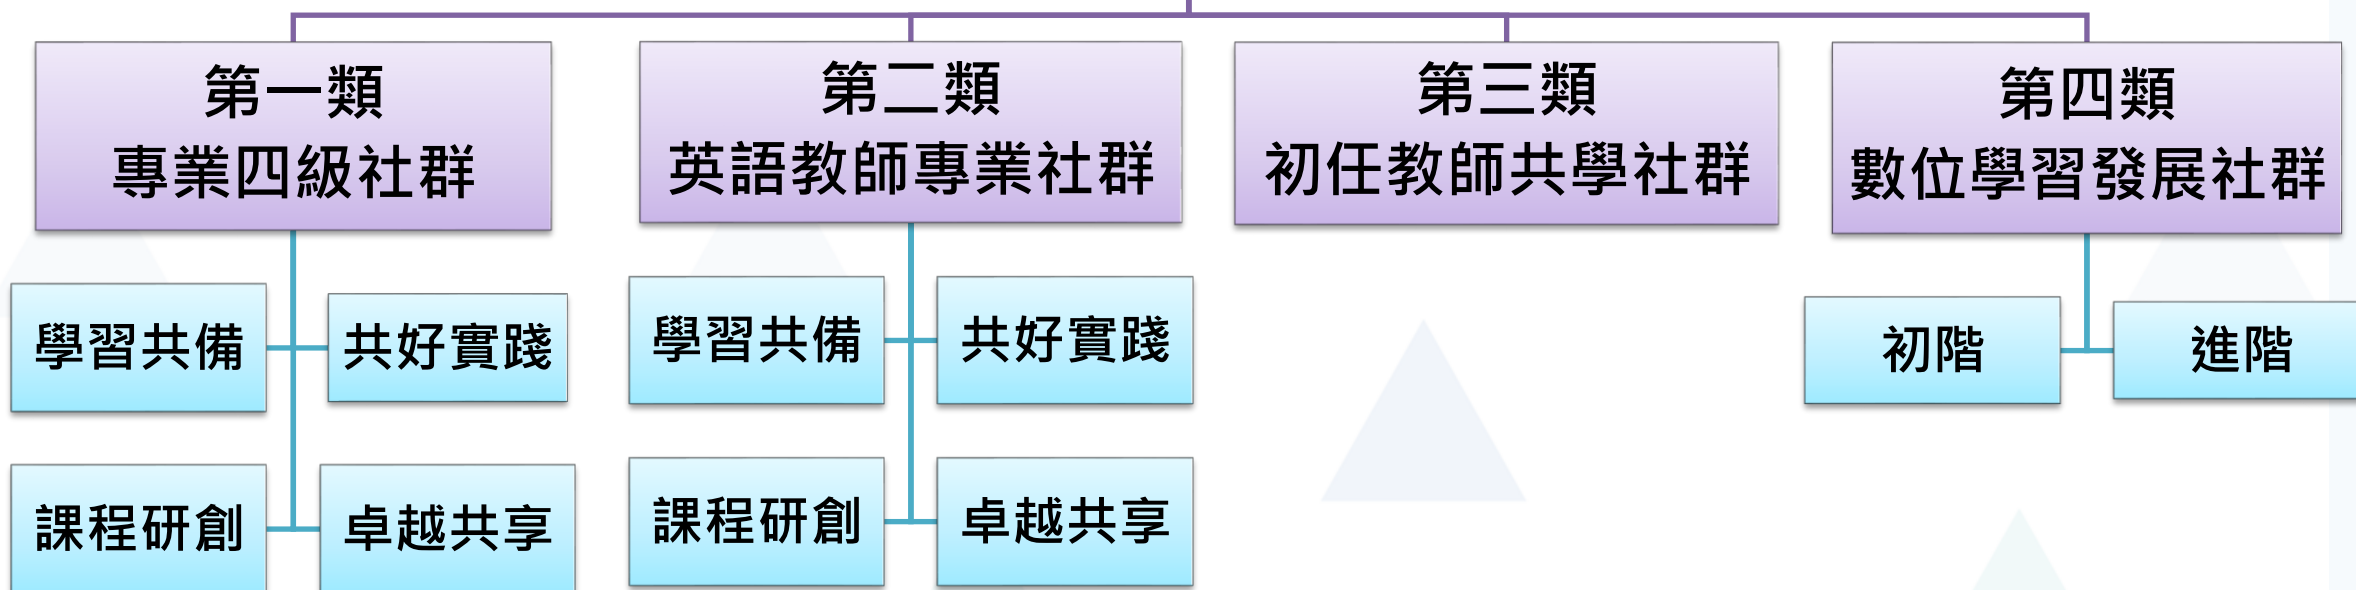 第一類
專業四級社群
學習共備
共好實踐
課程研創
卓越共享
第二類
英語教師專業社群
學習共備
共好實踐
課程研創
卓越共享
第三類
初任教師共學社群
第四類
數位學習發展社群
初階
進階